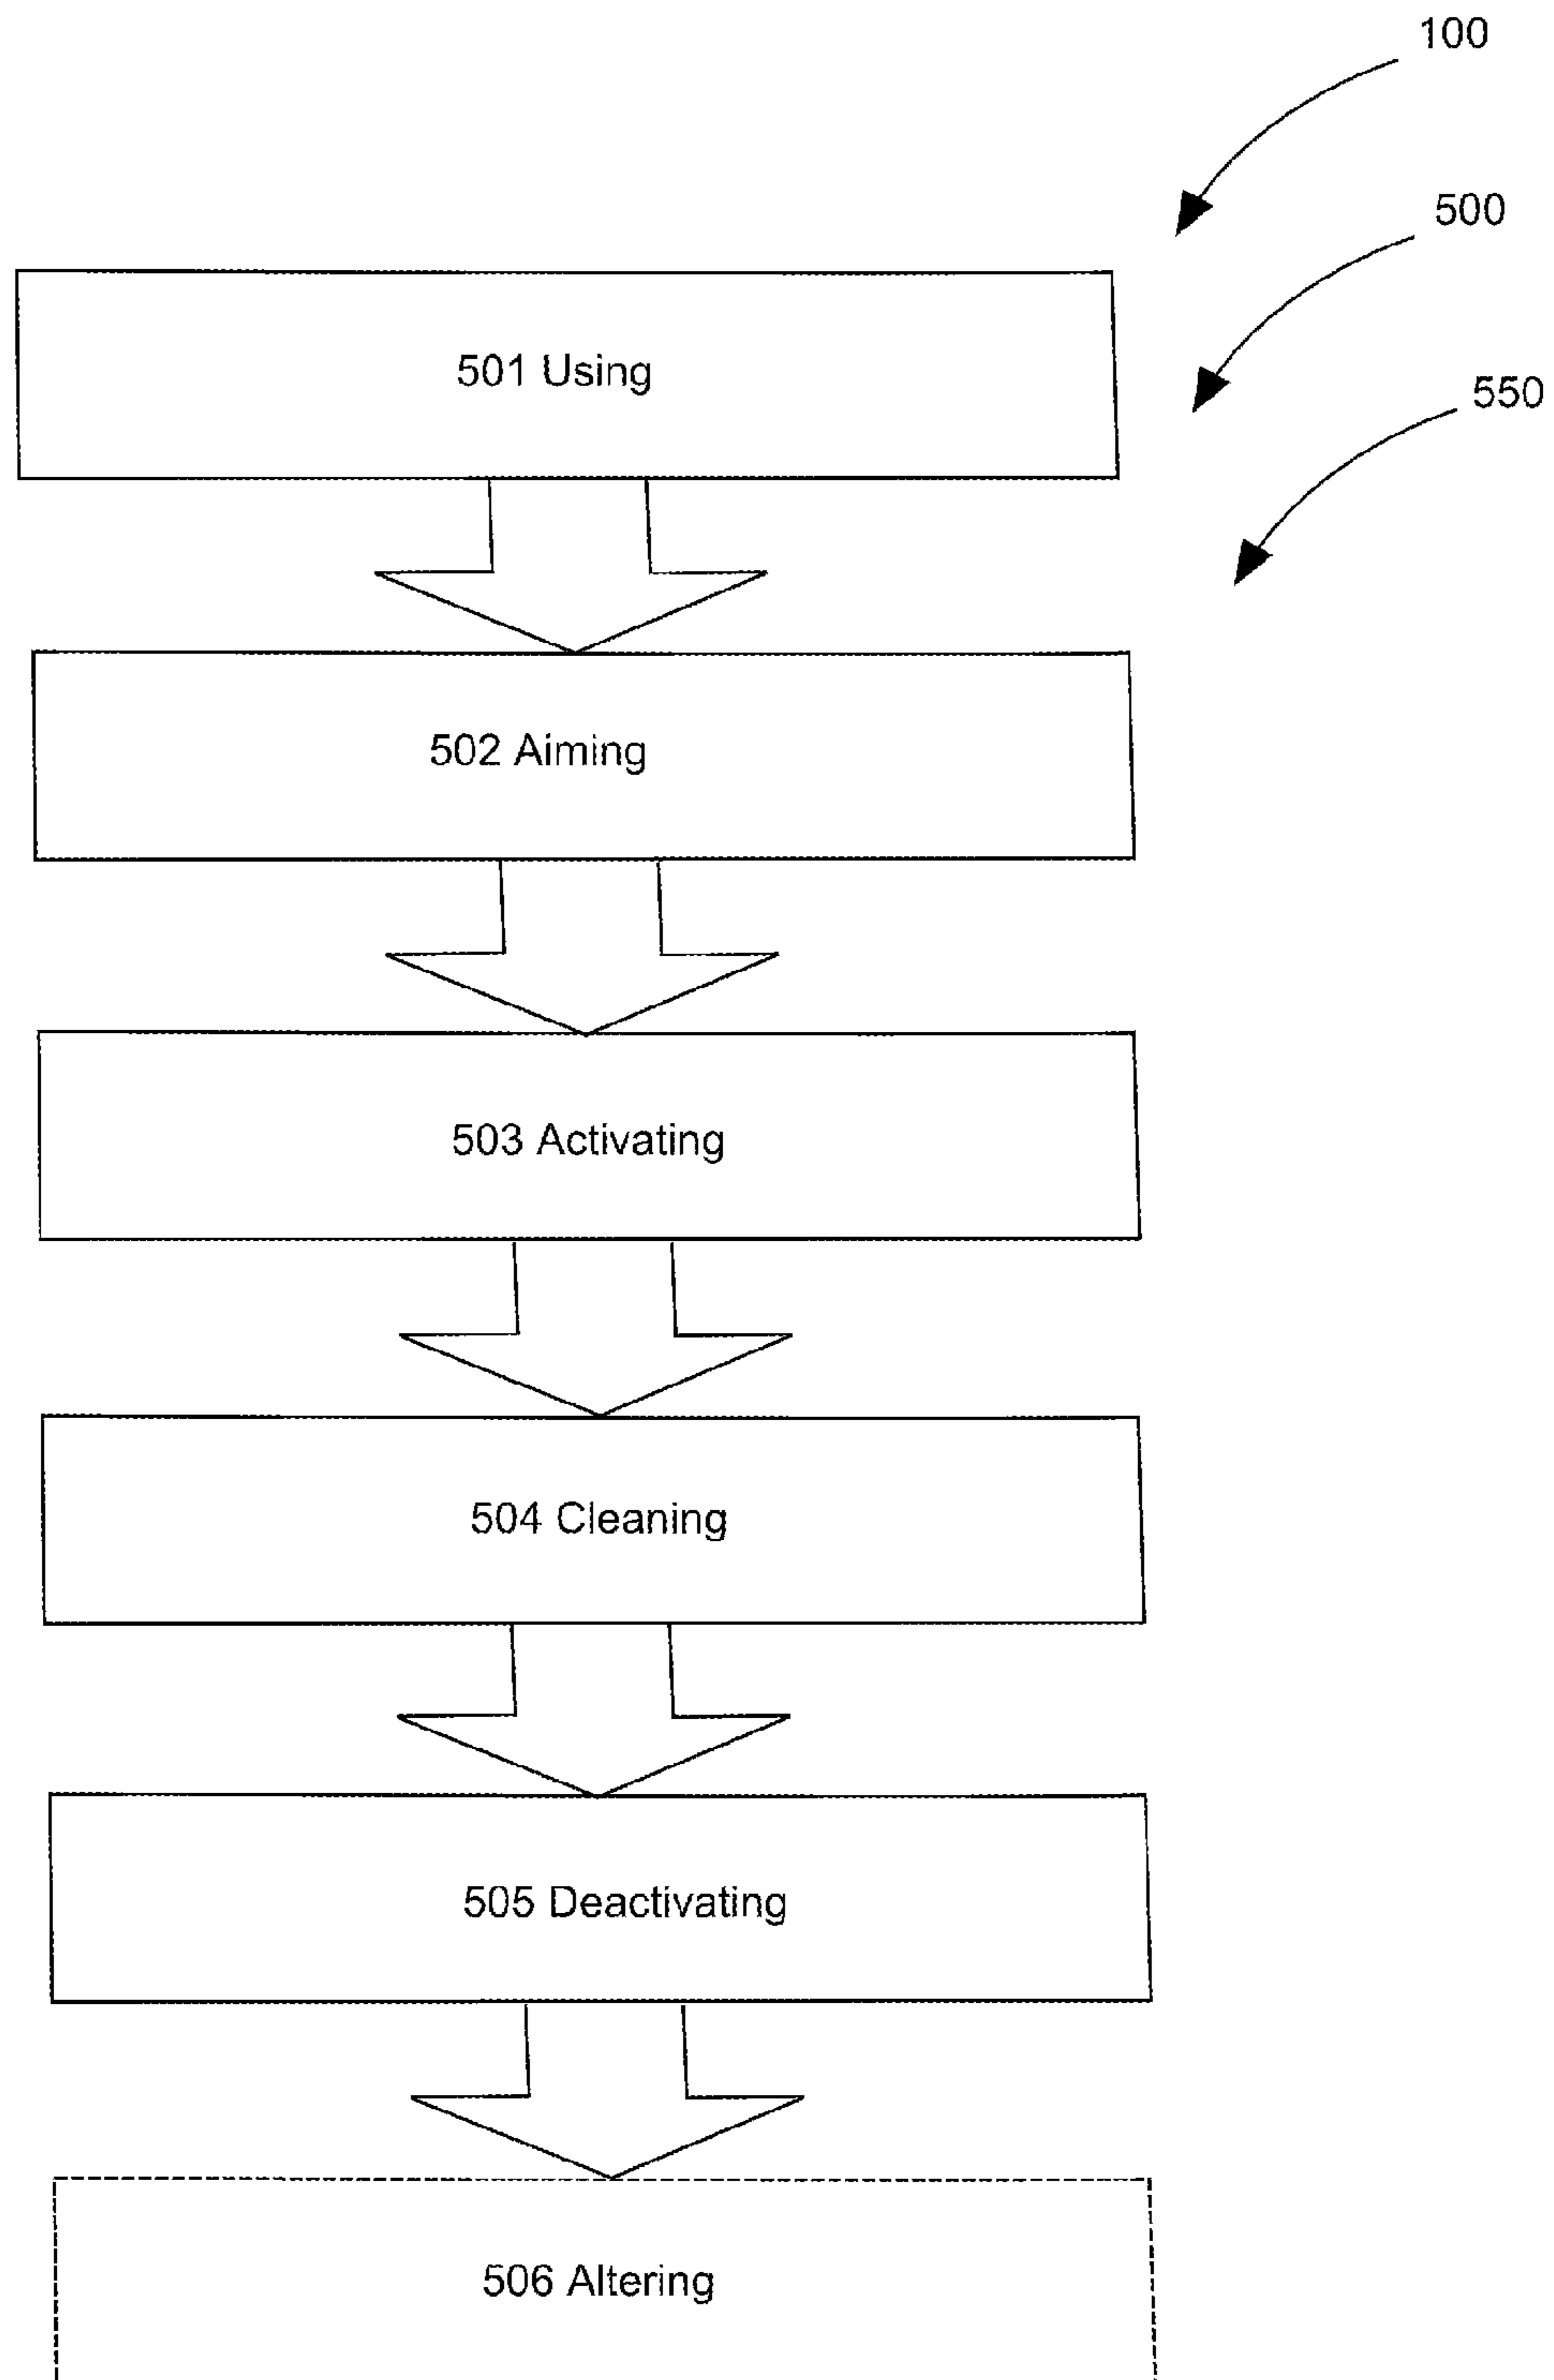 100
500
550
501 Using
502 Aiming
503 Activating
504 Cleaning
505 Deactivating
506 Altering